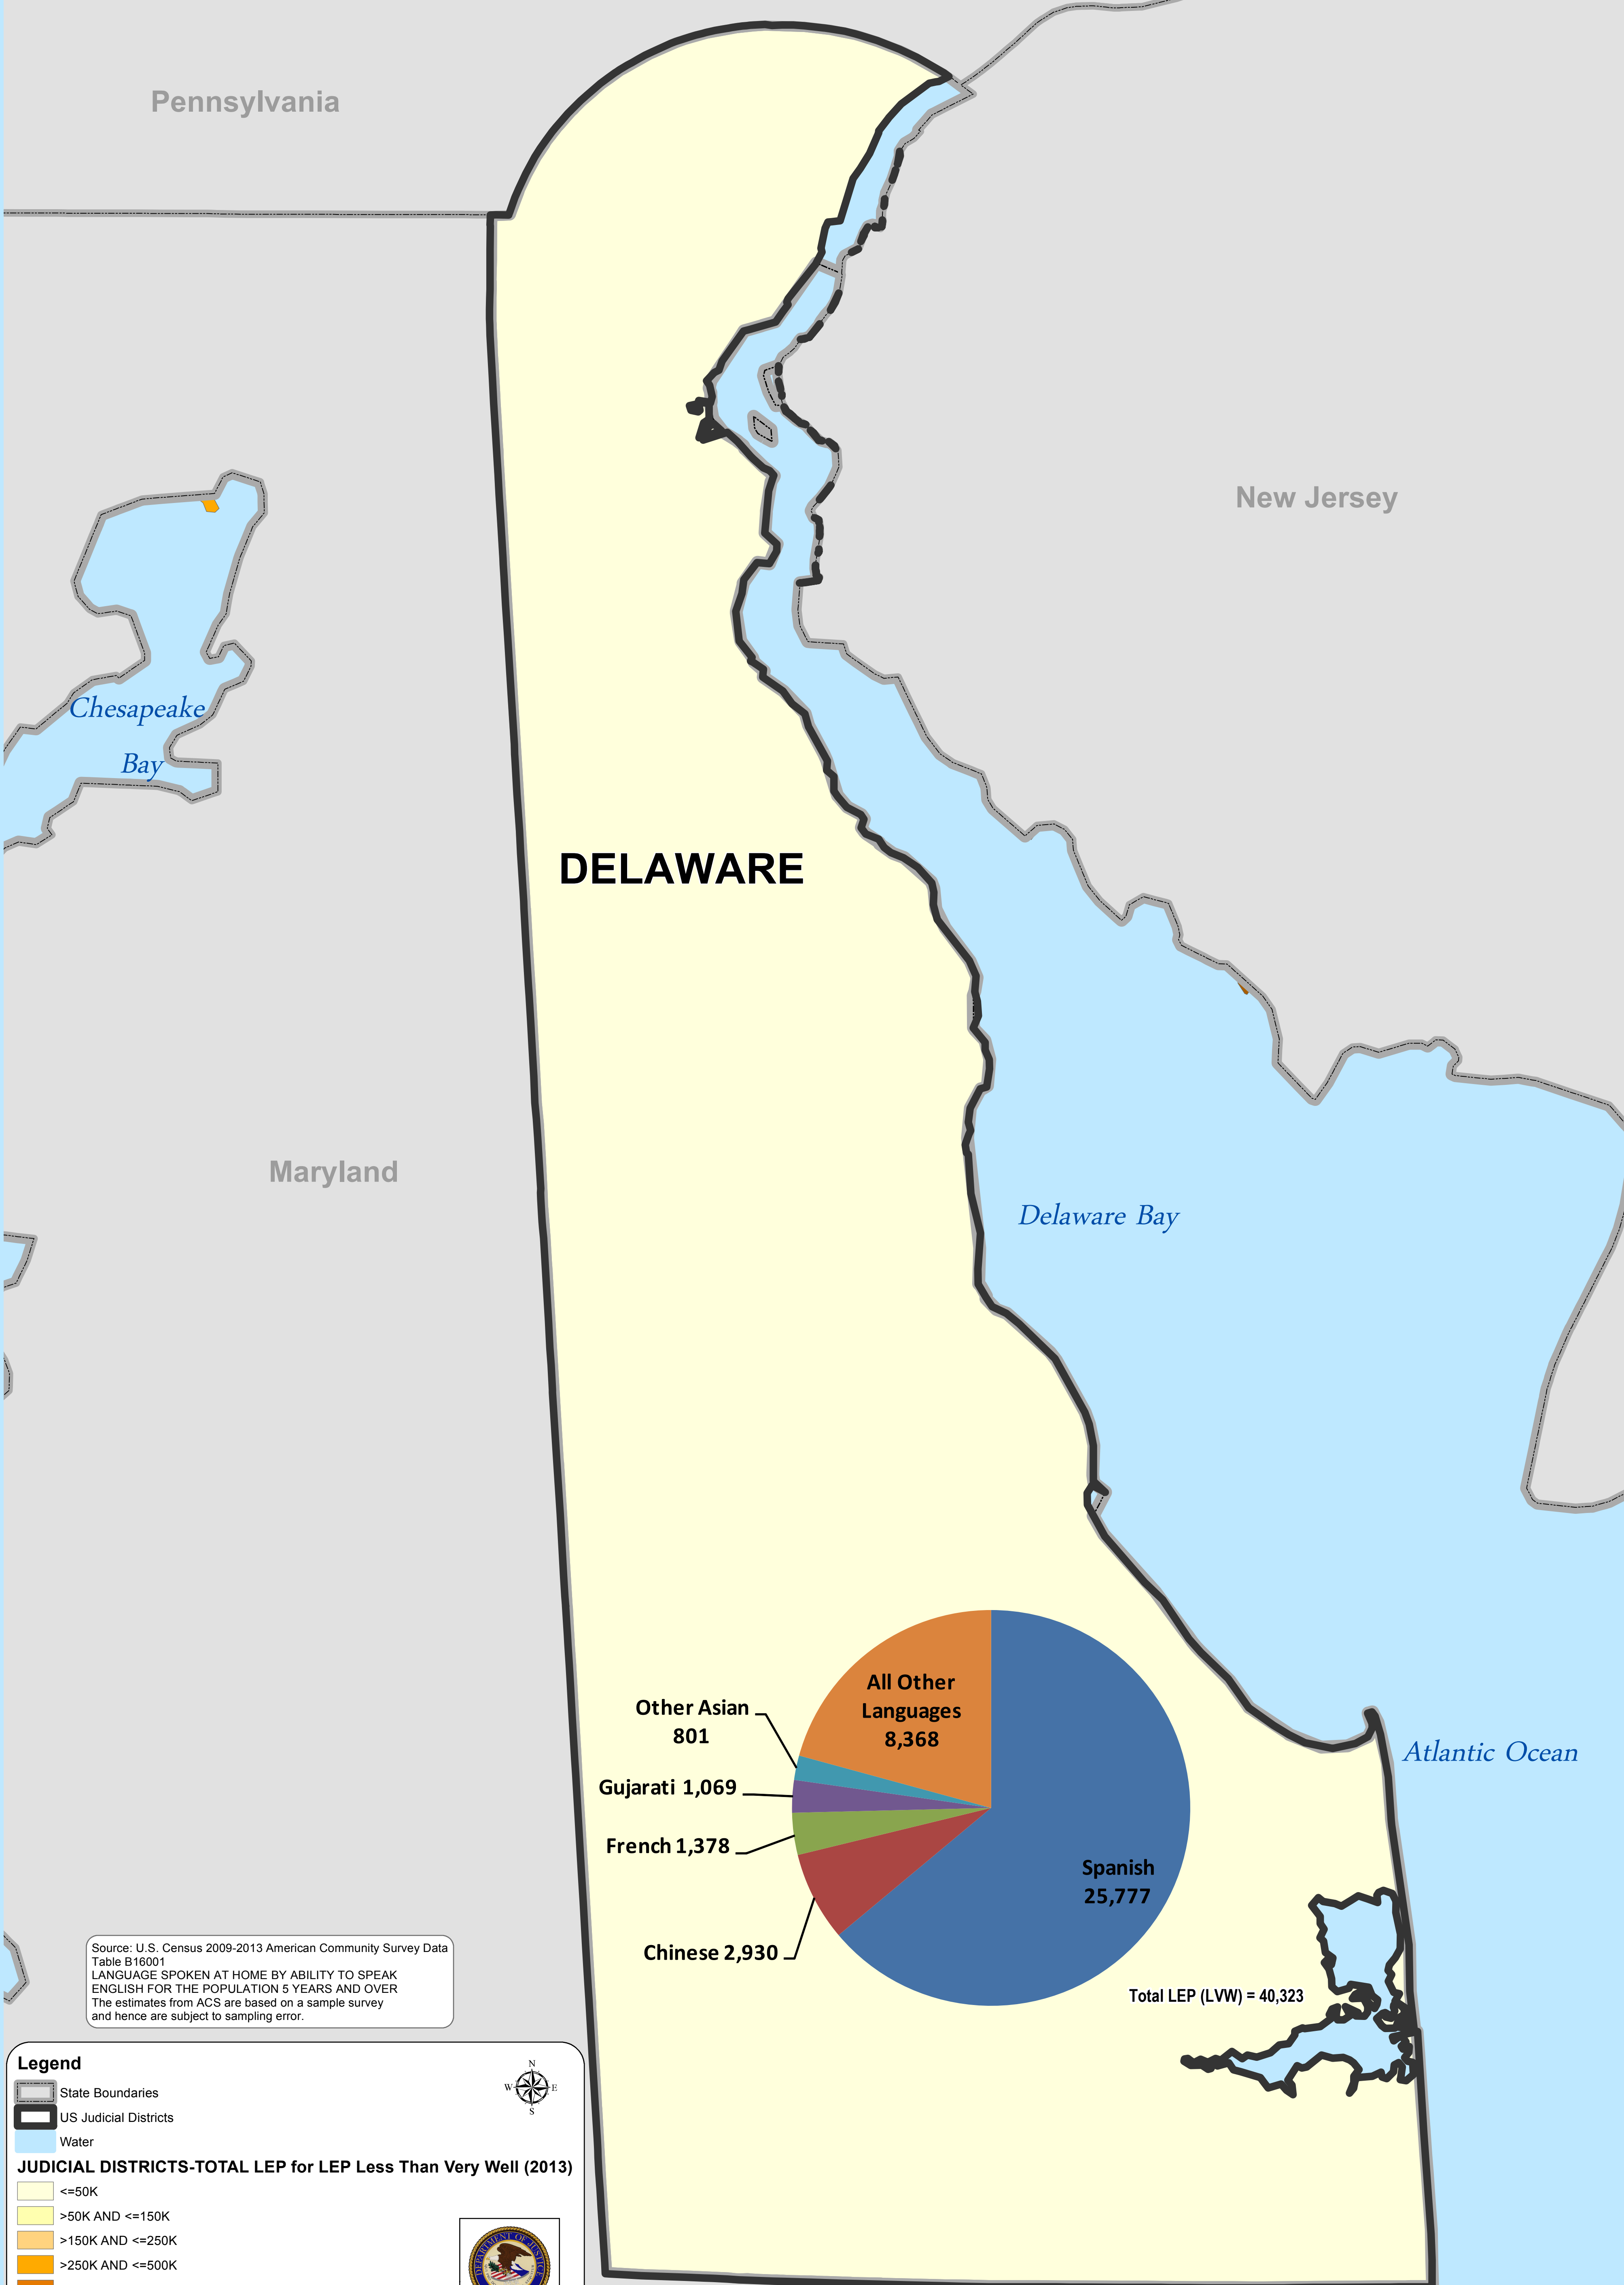 Pennsylvania
New Jersey
Chesapeake
Bay
DELAWARE
Maryland
Delaware Bay
All Other
Languages
8,368
Other Asian
801
Gujarati 1,069
French 1,378
Chinese 2,930
Spanish
25,777
Atlantic Ocean
Total LEP (LVW) = 40,323
Source: U.S. Census 2009-2013 American Community Survey Data
Table B16001
LANGUAGE SPOKEN AT HOME BY ABILITY TO SPEAK
ENGLISH FOR THE POPULATION 5 YEARS AND OVER
The estimates from ACS are based on a sample survey
and hence are subject to sampling error.
Legend
N
W E
S
State Boundaries
US Judicial Districts
Water
JUDICIAL DISTRICTS-TOTAL LEP for LEP Less Than Very Well (2013)
<=50K
>50K AND <=150K
>150K AND <=250K
>250K AND <=500K
DEPARTMENT OF JUSTICE